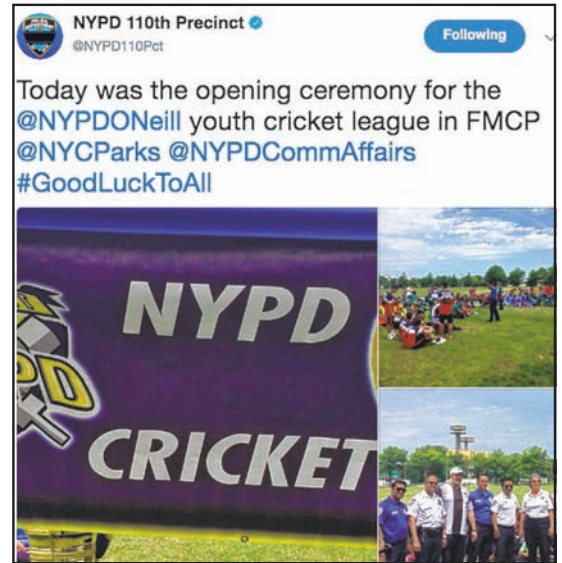 NYPD 110th Precinct
@NYPD110Pct
Following
Today was the opening ceremony for the
@NYPDONeill youth cricket league in FMCP
@NYCParks @NYPDCommAffairs
#GoodLuckToAll
NYPD
CRICKET
PD